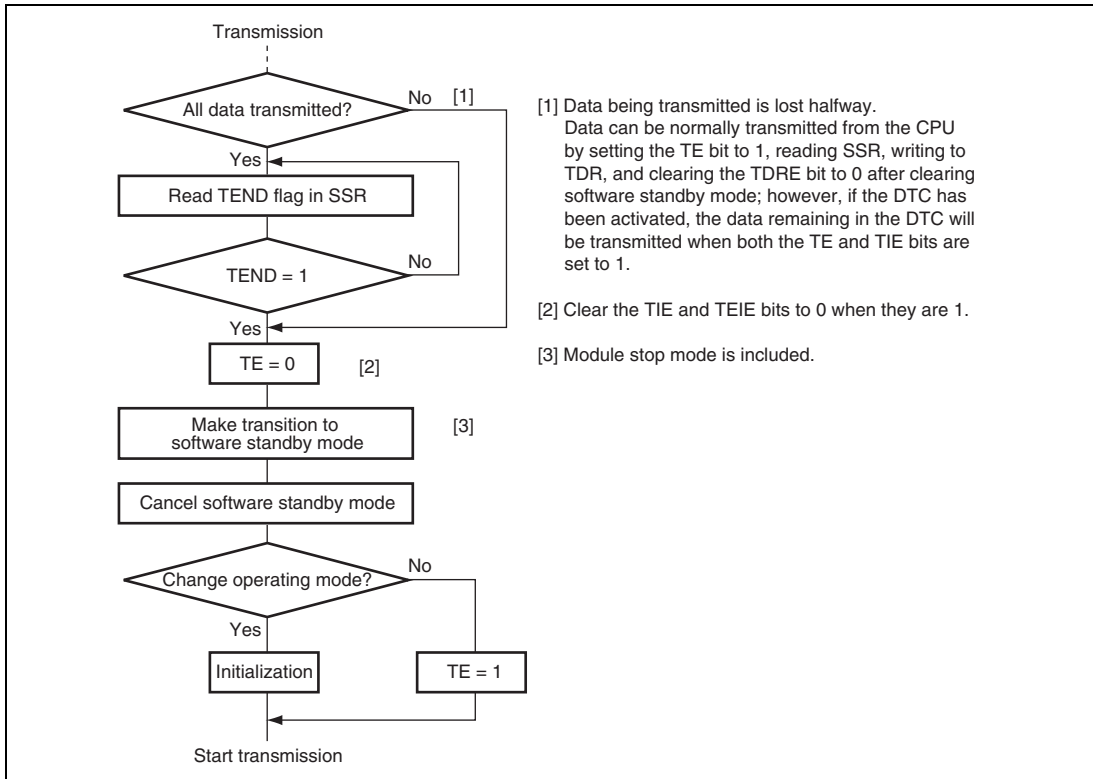 Transmission
All data transmitted?
No
[1]
Yes
Read TEND flag in SSR
No
TEND = 1
Yes
TE = 0
[2]
Make transition to
software standby mode
[3]
Cancel software standby mode
No
Change operating mode?
Yes
Initialization
TE = 1
Start transmission
[1] Data being transmitted is lost halfway.
Data can be normally transmitted from the CPU
by setting the TE bit to 1, reading SSR, writing to
TDR, and clearing the TDRE bit to 0 after clearing
software standby mode; however, if the DTC has
been activated, the data remaining in the DTC will
be transmitted when both the TE and TIE bits are
set to 1.
[2] Clear the TIE and TEIE bits to 0 when they are 1.
[3] Module stop mode is included.